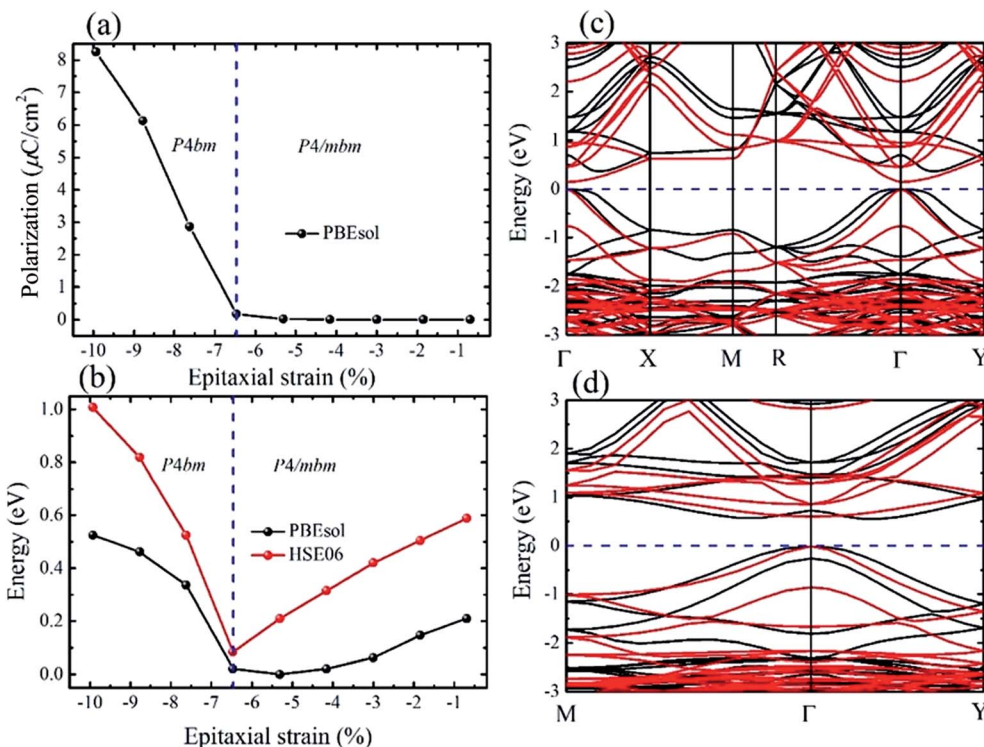 (a)
8
7
6
5
4
3
2
1
0
Polarization (μC/cm²)
P4bm
P4/mbm
PBEsol
-10 -9 -8 -7 -6 -5 -4 -3 -2 -1
Epitaxial strain (%)
(b)
1.0
0.8
0.6
0.4
0.2
0.0
Energy (eV)
P4bm
P4/mbm
PBEsol
HSE06
-10 -9 -8 -7 -6 -5 -4 -3 -2 -1
Epitaxial strain (%)
(c)
3
2
1
0
-1
-2
-3
Energy (eV)
Γ X M R Γ Y
(d)
3
2
1
0
-1
-2
-3
Energy (eV)
M Γ Y